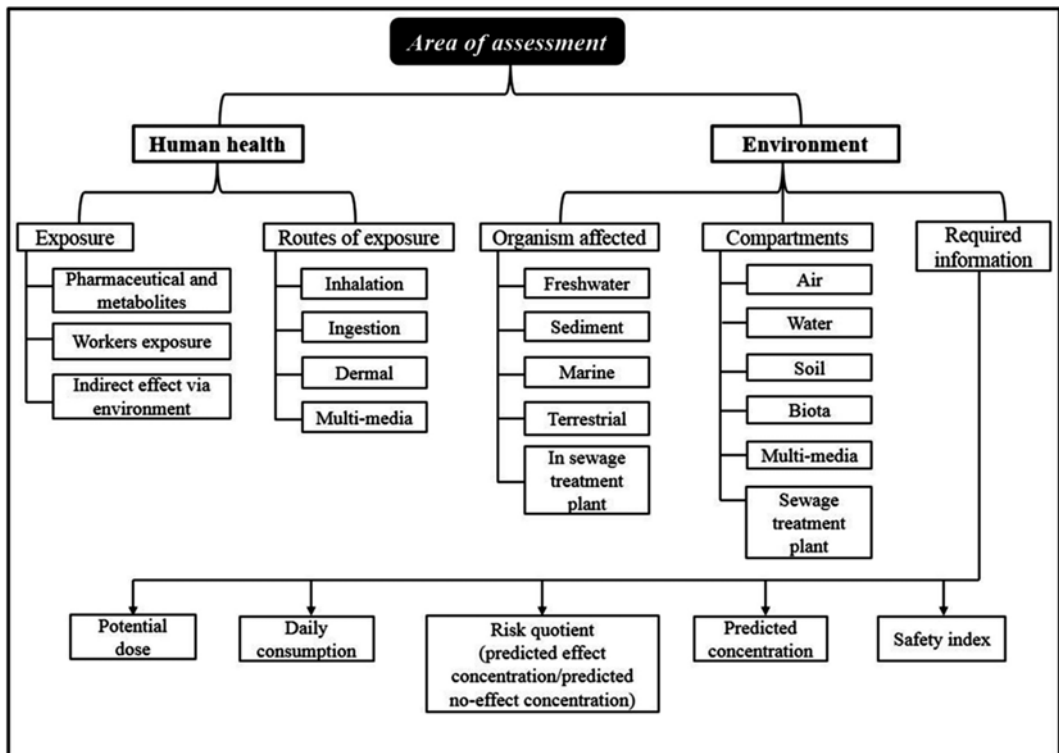 Area of assessment
Human health
Environment
Exposure
Routes of exposure
Organism affected
Compartments
Required
information
Pharmaceutical and
metabolites
Workers exposure
Indirect effect via
environment
Inhalation
Ingestion
Dermal
Multi-media
Freshwater
Sediment
Marine
Terrestrial
In sewage
treatment
plant
Air
Water
Soil
Biota
Multi-media
Sewage
treatment
plant
Potential
dose
Daily
consumption
Risk quotient
(predicted effect
concentration/predicted
no-effect concentration)
Predicted
concentration
Safety index